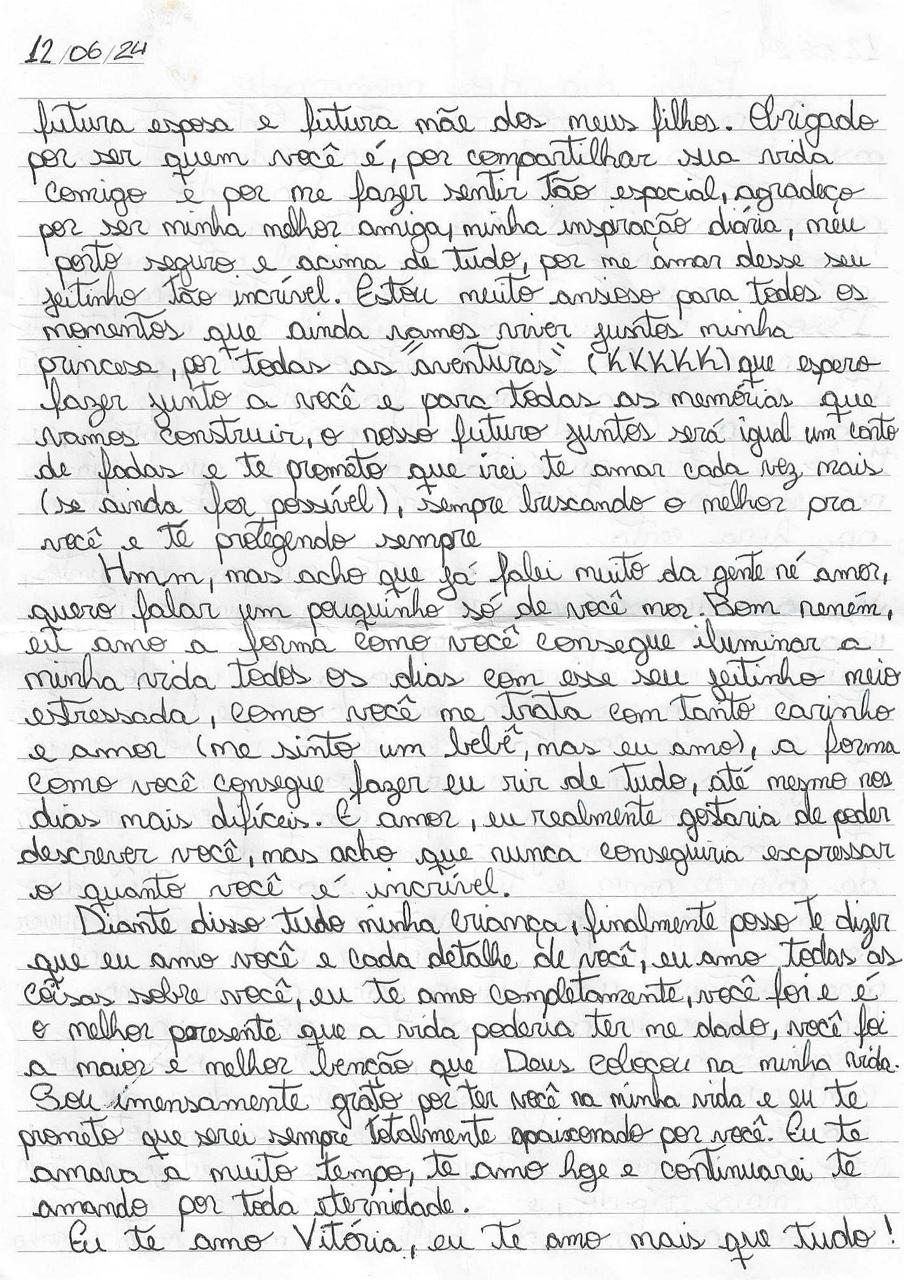 12/06/24
futura esposa e futura mãe dos meus filhos. Obrigado
por ser quem você é, por compartilhar sua vida
comigo é por me fazer sentir tão especial, agradeço
por ser minha melhor amiga, minha inspiração diária, meu
porto seguro e acima de tudo, por me amar desse seu
jeitinho tão incrível. Estou muito ansioso para todos os
momentos que ainda vamos viver juntos minha
princesa, por todas as "aventuras" (KKKKK) que espero
fazer junto a você e para todas as memórias que
vamos construir, o nosso futuro juntos será igual um conto
de fadas e te prometo que irei te amar cada vez mais
(se ainda for possível), sempre buscando o melhor pra
você e té protegendo sempre
Hmm, mas acho que já falei muito da gente né amor,
quero falar um pouquinho só de você mor. Bom neném,
eu amo a forma como você consegue iluminar a
minha vida todos os dias com esse seu jeitinho meio
estressada, como você me trata com tanto carinho
e amor (me sinto um bebê, mas eu amo), a forma
como você consegue fazer eu rir de tudo, até mesmo nos
dias mais difíceis. E amor, eu realmente gostaria de poder
descrever você, mas acho que nunca conseguiria escpressar
o quanto você é incrível.
Diante disso tudo minha criança, finalmente posso te dizer
que eu amo você e cada detalhe de você, eu amo todas as
coisas sobre você, eu te amo completamente, você foi e é
o melhor presente que a vida poderia ter me dado, você foi
a maior e melhor benção que Deus colocou na minha vida.
Sou imensamente grato por ter você na minha vida e eu te
prometo que serei sempre totalmente apaixonado por você. Eu te
amava a muito tempo, te amo hoje e continuarei te
amando por toda eternidade.
Eu te amo Vitória, eu te amo mais que tudo!